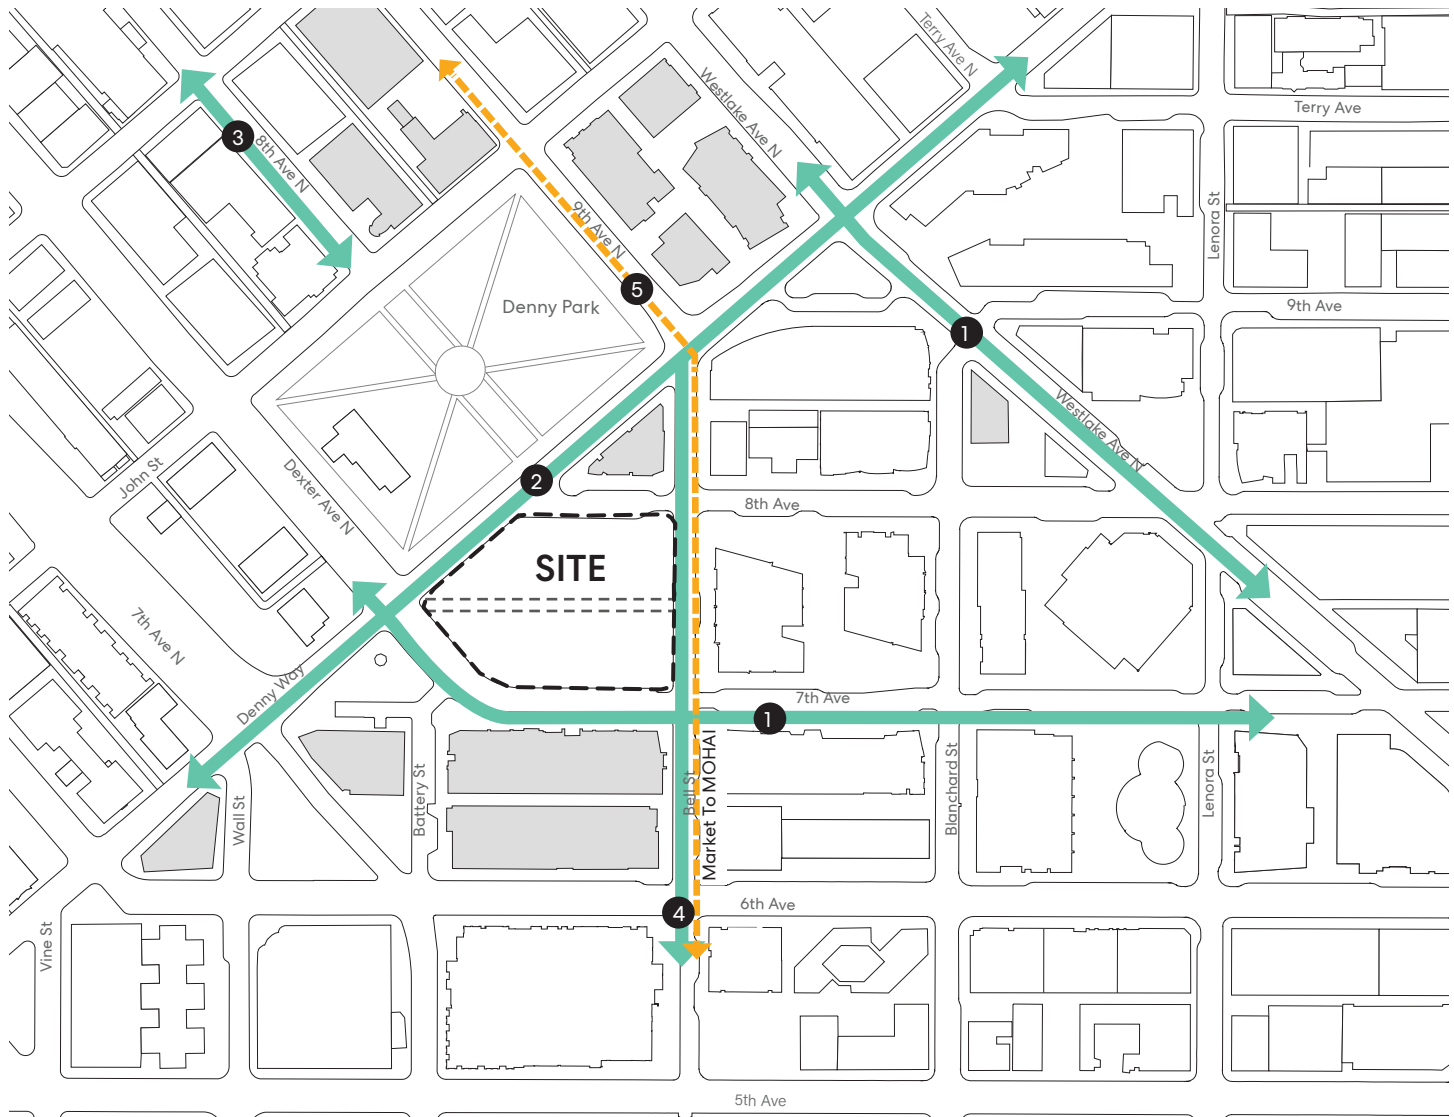 Terry Ave N
Westlake Ave N
Terry Ave
3
8th Ave N
9th Ave N
Lenora St
5
Denny Park
9th Ave
1
Westlake Ave N
John St
Dexter Ave N
2
8th Ave
SITE
7th Ave N
Denny Way
7th Ave
1
Wall St
Battery St
Bell St
Market To MOHAI
Blanchard St
Lenora St
Vine St
4
6th Ave
5th Ave